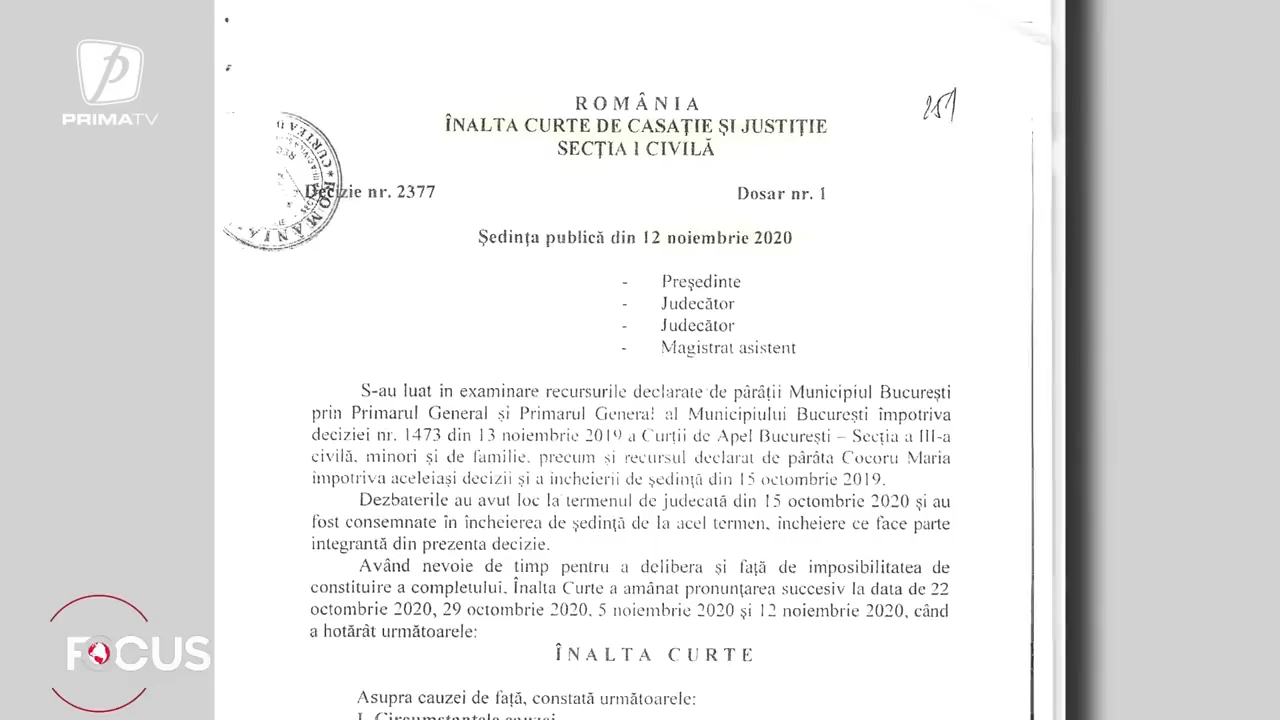 PRIMATV
ROMÂNIA
ÎNALTA CURTE DE CASAȚIE ȘI JUSTIȚIE
SECȚIA I CIVILĂ
251
ROMANIA
CURTEA D
Decizie nr. 2377
Dosar nr. 1
Ședința publică din 12 noiembrie 2020
- Președinte
- Judecător
- Judecător
- Magistrat asistent
S-au luat în examinare recursurile declarate de pârâții Municipiul București
prin Primarul General și Primarul General al Municipiului București împotriva
deciziei nr. 1473 din 13 noiembrie 2019 a Curții de Apel București – Secția a III-a
civilă, minori și de familie, precum și recursul declarat de pârâta Cocoru Maria
împotriva aceleiași decizii și a încheierii de ședință din 15 octombrie 2019.
Dezbaterile au avut loc la termenul de judecată din 15 octombrie 2020 și au
fost consemnate în încheierea de ședință de la acel termen, încheiere ce face parte
integrantă din prezenta decizie.
Având nevoie de timp pentru a delibera și față de imposibilitatea de
constituire a completului, Înalta Curte a amânat pronunțarea succesiv la data de 22
octombrie 2020, 29 octombrie 2020, 5 noiembrie 2020 și 12 noiembrie 2020, când
a hotărât următoarele:
ÎNALTA CURTE
Asupra cauzei de față, constată următoarele:
I. Circumstanțele cauzei
FOCUS